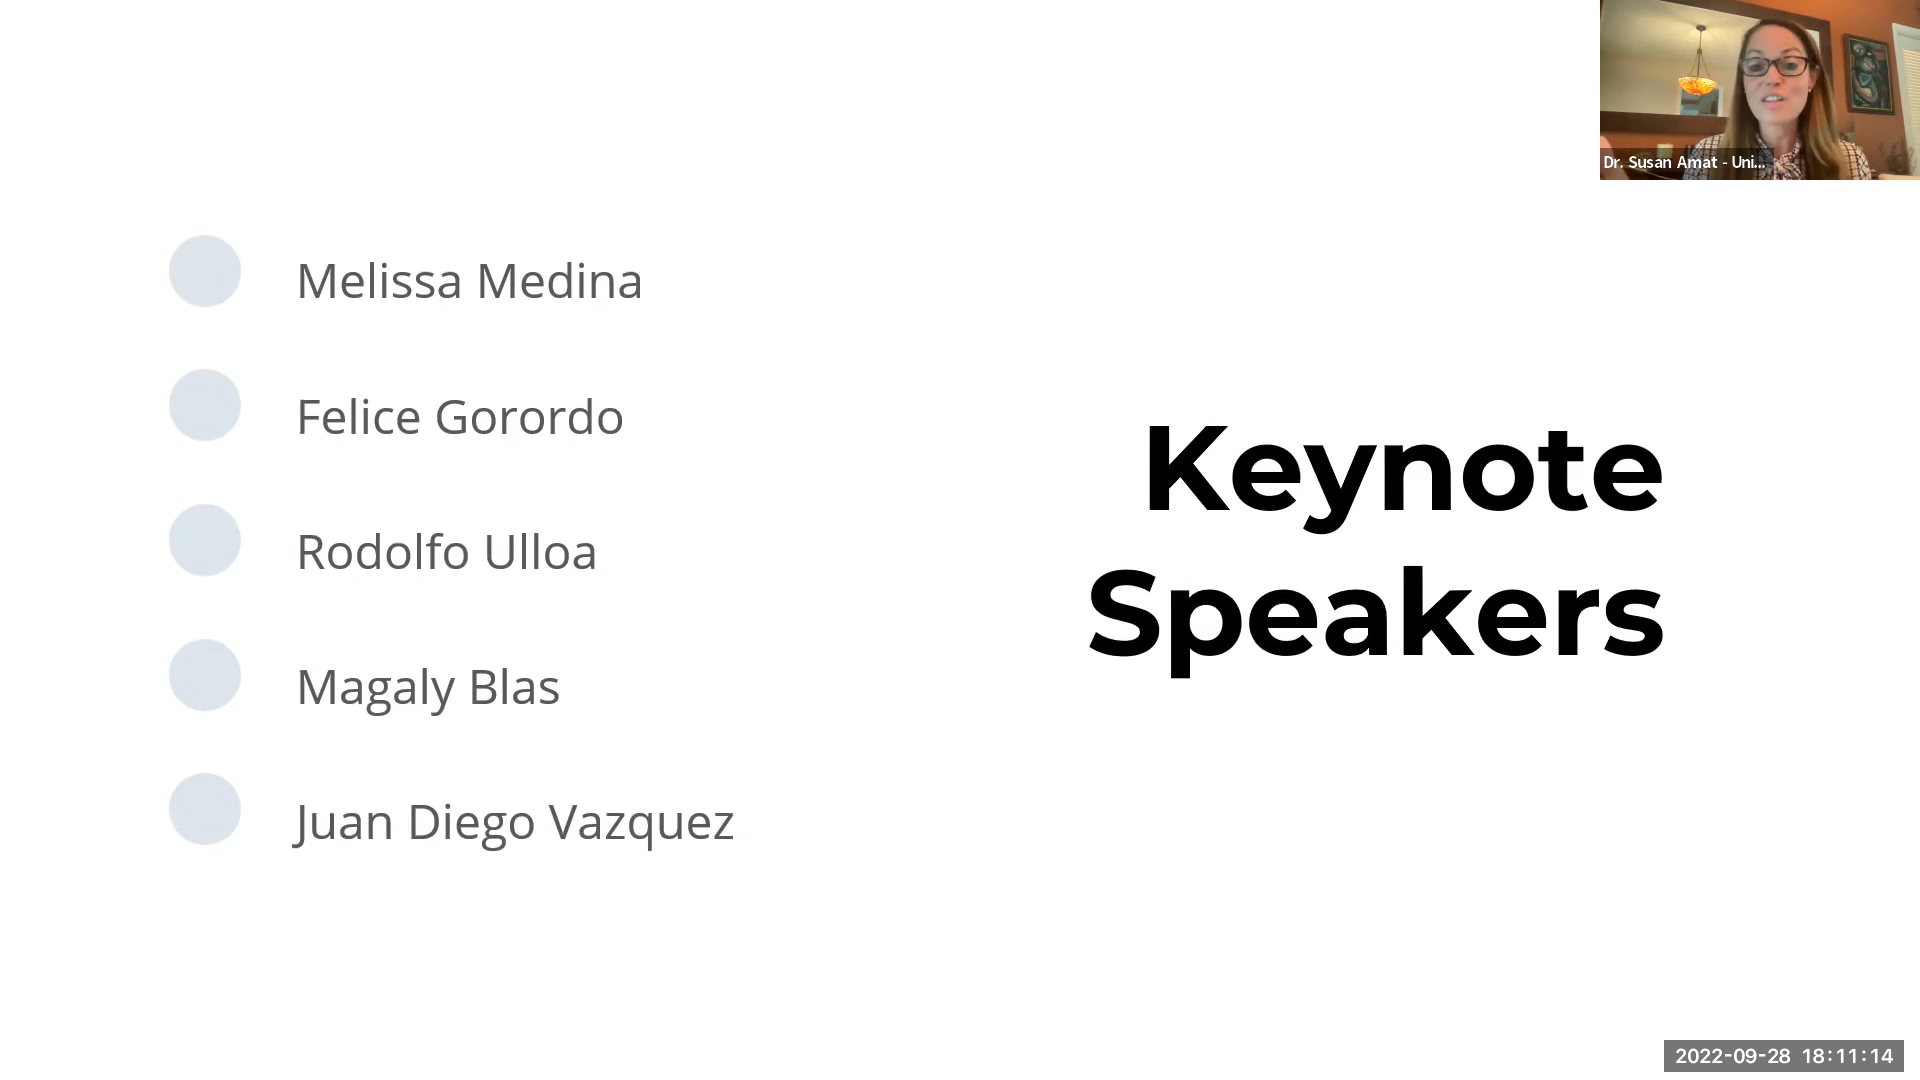 Dr. Susan Amat - Uni...
Melissa Medina
Felice Gorordo
Rodolfo Ulloa
Magaly Blas
Juan Diego Vazquez
Keynote
Speakers
2022-09-28 18:11:14